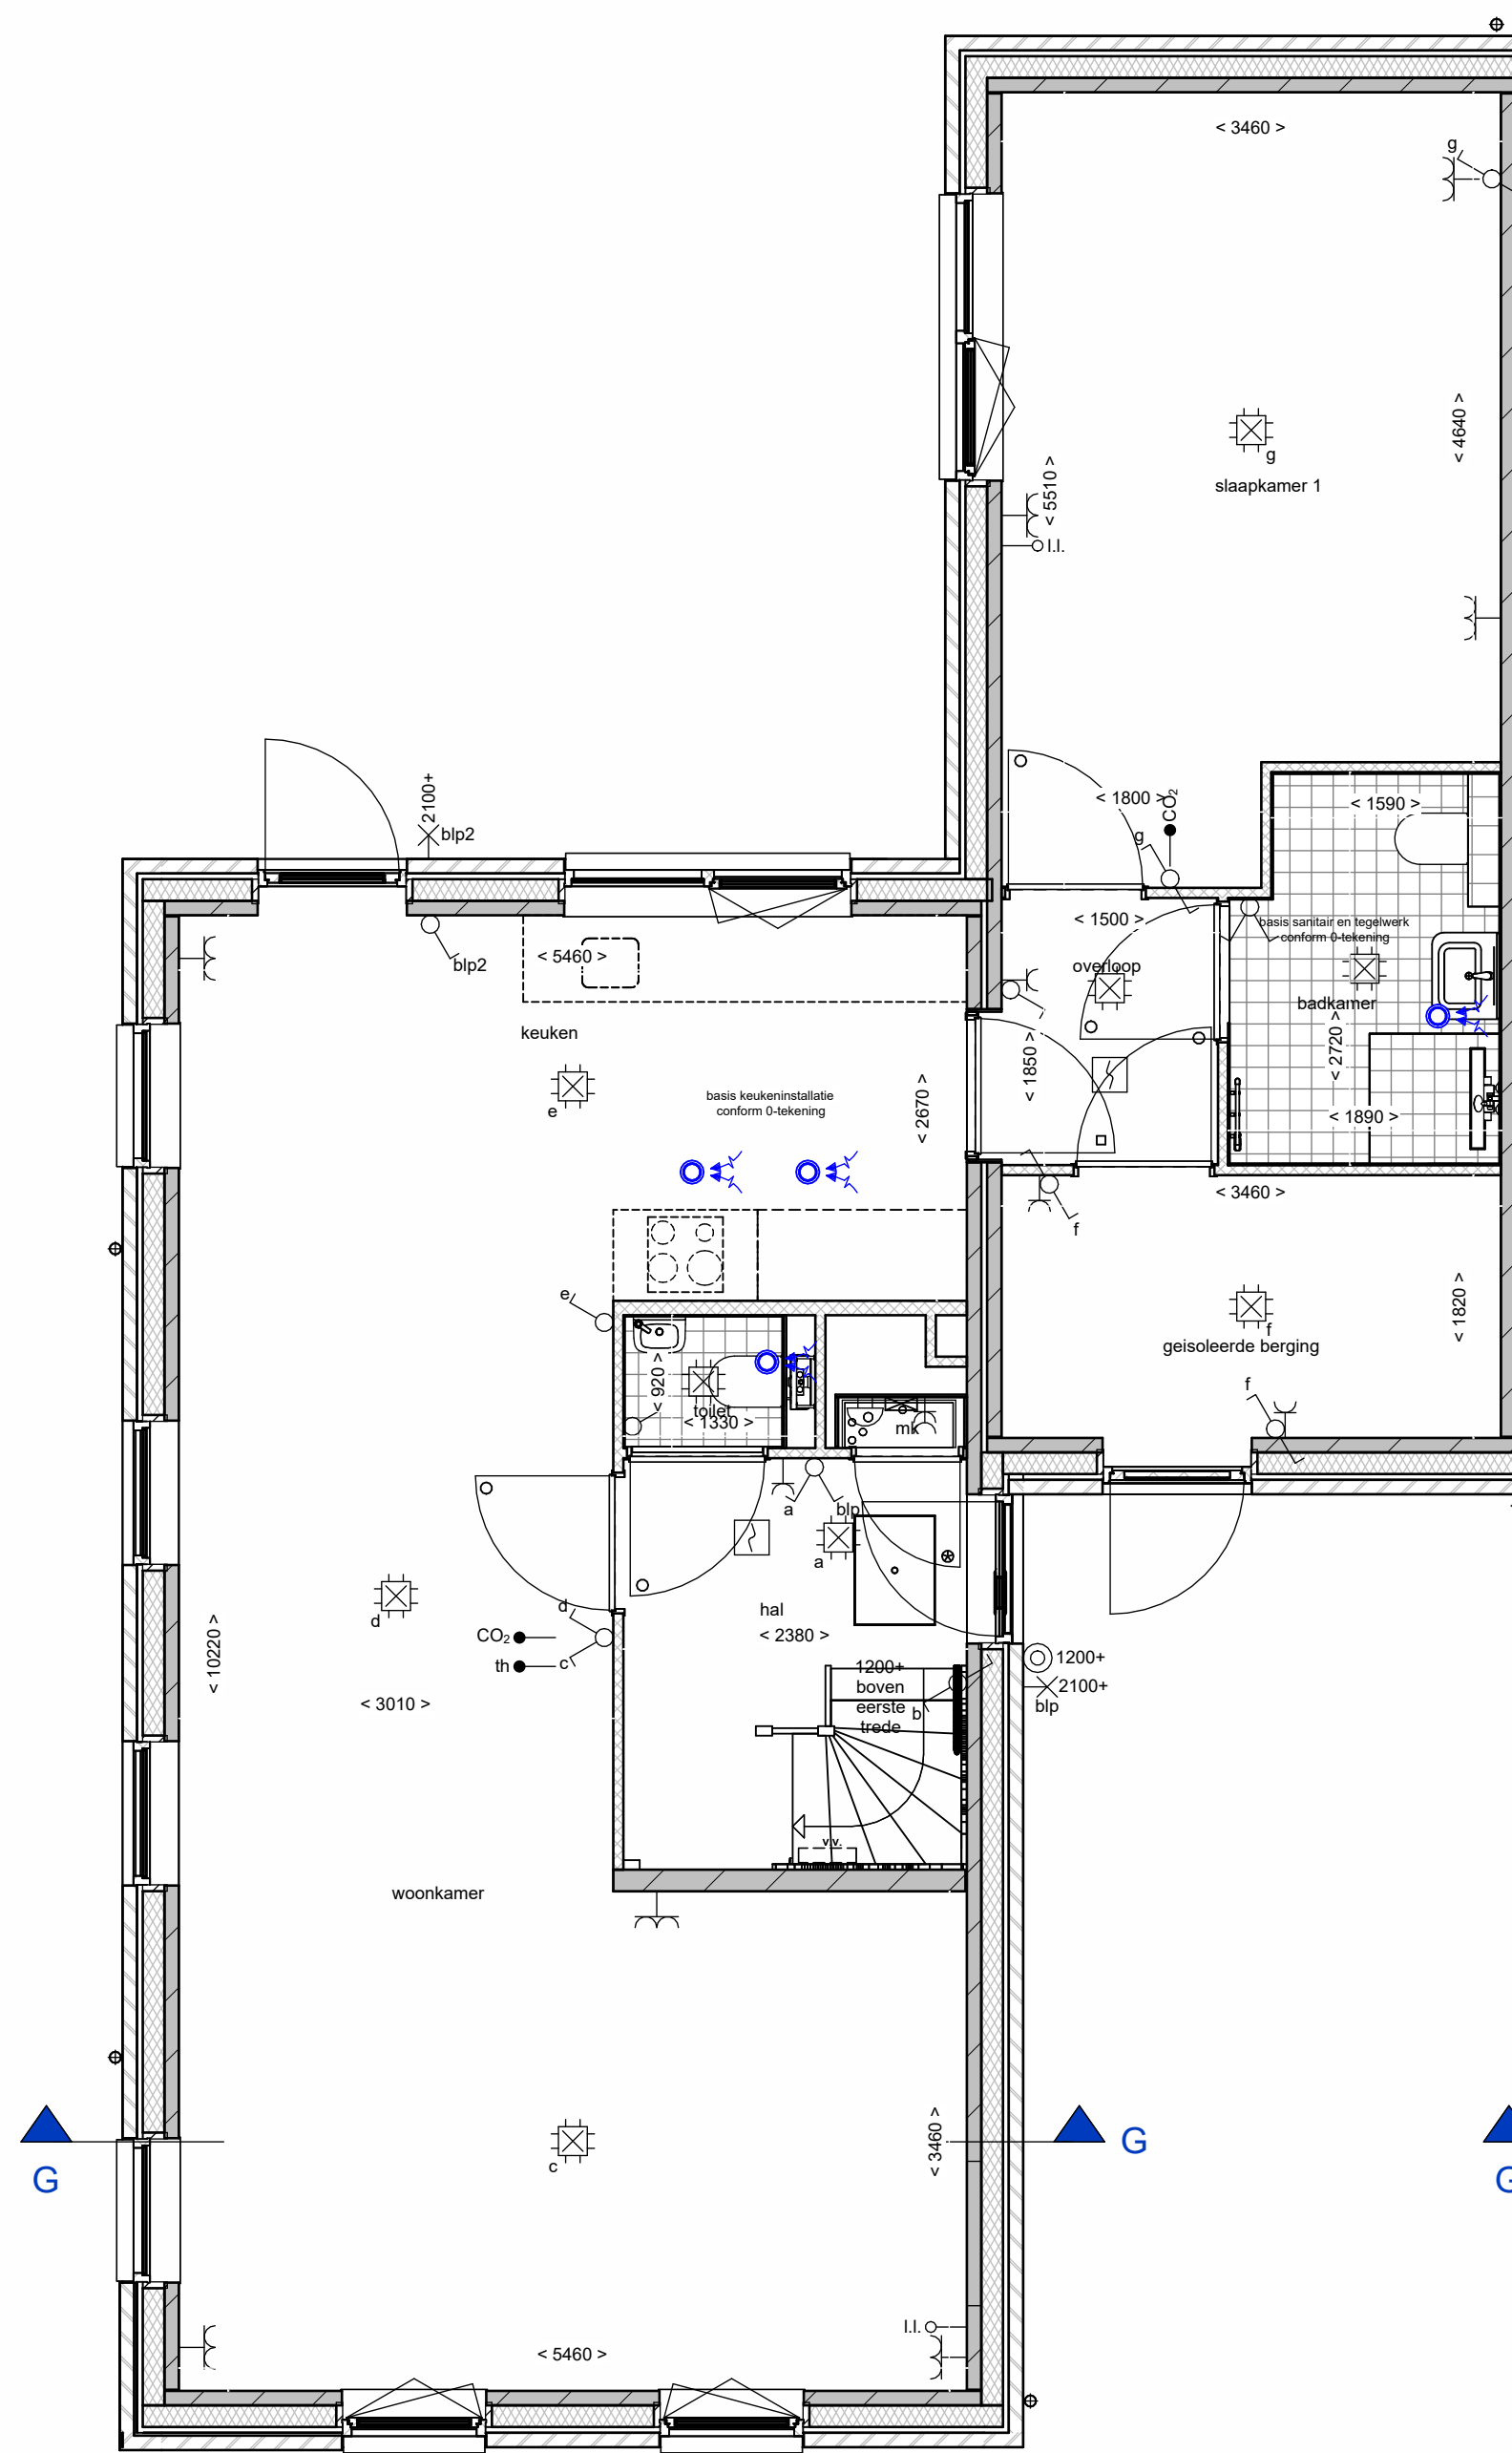 < 3460 >
g
< 4640 >
g
slaapkamer 1
< 5510 >
l.l.
2100+
blp2
< 1800 >
CO₂
g
< 1590 >
< 1500 >
basis sanitair en tegelwerk
conform 0-tekening
blp2
< 5460 >
overloop
badkamer
keuken
< 2720 >
< 1850 >
e
basis keukeninstallatie
conform 0-tekening
< 2670 >
< 1890 >
< 3460 >
f
e
< 1820 >
f
geisoleerde berging
< 920 >
toilet
< 1330 >
mk
f
a
blp
a
d
hal
< 2380 >
CO₂
th
c
d
< 10220 >
1200+
boven
eerste
trede
b
1200+
2100+
blp
< 3010 >
v.v.
woonkamer
c
< 3460 >
G
G
G
l.l.
< 5460 >